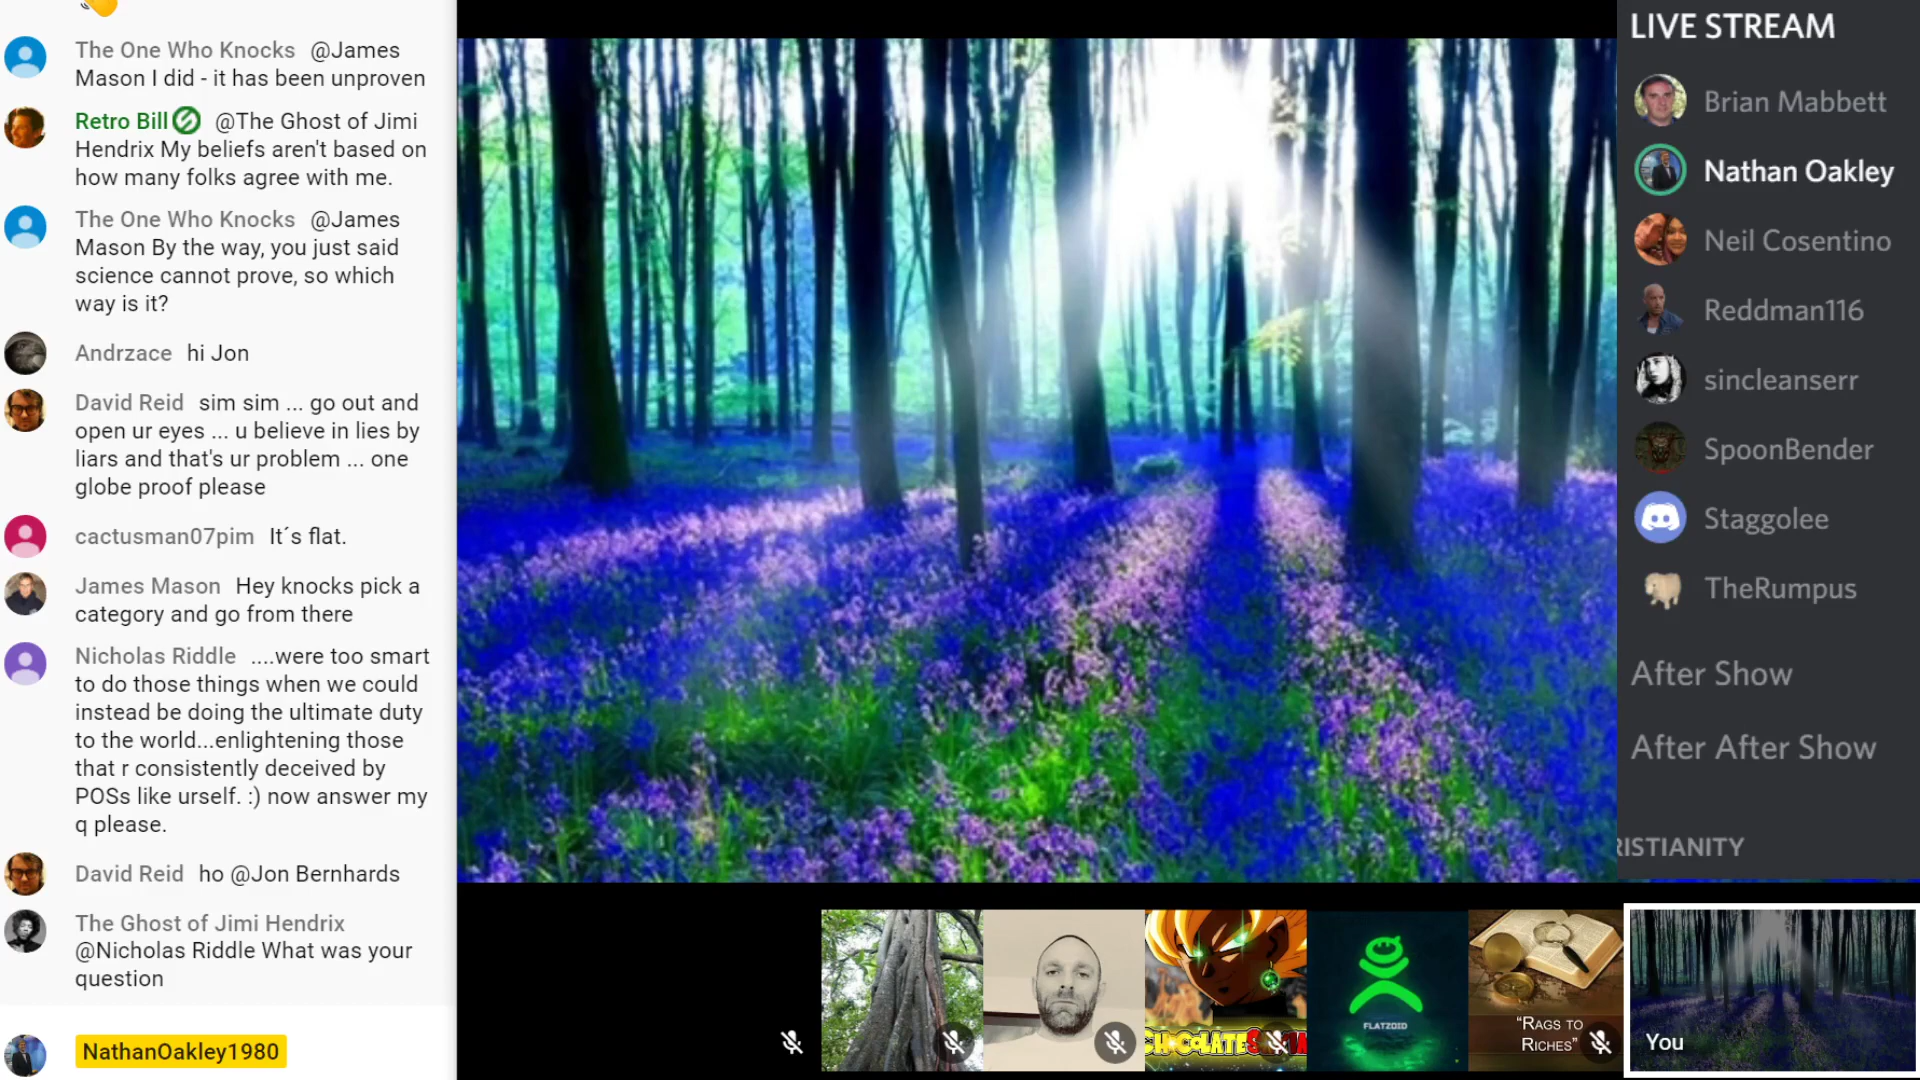 The One Who Knocks @James
Mason I did - it has been unproven
Retro Bill @The Ghost of Jimi
Hendrix My beliefs aren't based on
how many folks agree with me.
The One Who Knocks @James
Mason By the way, you just said
science cannot prove, so which
way is it?
Andrzace hi Jon
David Reid sim sim ... go out and
open ur eyes ... u believe in lies by
liars and that's ur problem ... one
globe proof please
cactusman07pim It´s flat.
James Mason Hey knocks pick a
category and go from there
Nicholas Riddle ....were too smart
to do those things when we could
instead be doing the ultimate duty
to the world...enlightening those
that r consistently deceived by
POSs like urself. :) now answer my
q please.
David Reid ho @Jon Bernhards
The Ghost of Jimi Hendrix
@Nicholas Riddle What was your
question
NathanOakley1980
LIVE STREAM
Brian Mabbett
Nathan Oakley
Neil Cosentino
Reddman116
sincleanserr
SpoonBender
Staggolee
TheRumpus
After Show
After After Show
RISTIANITY
FLATZOID
"RAGS TO
RICHES"
You